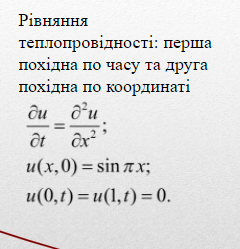 Рівняння
теплопровідності: перша
похідна по часу та друга
похідна по координаті
∂u/∂t = ∂²u/∂x²;
u(x,0) = sin πx;
u(0,t) = u(1,t) = 0.